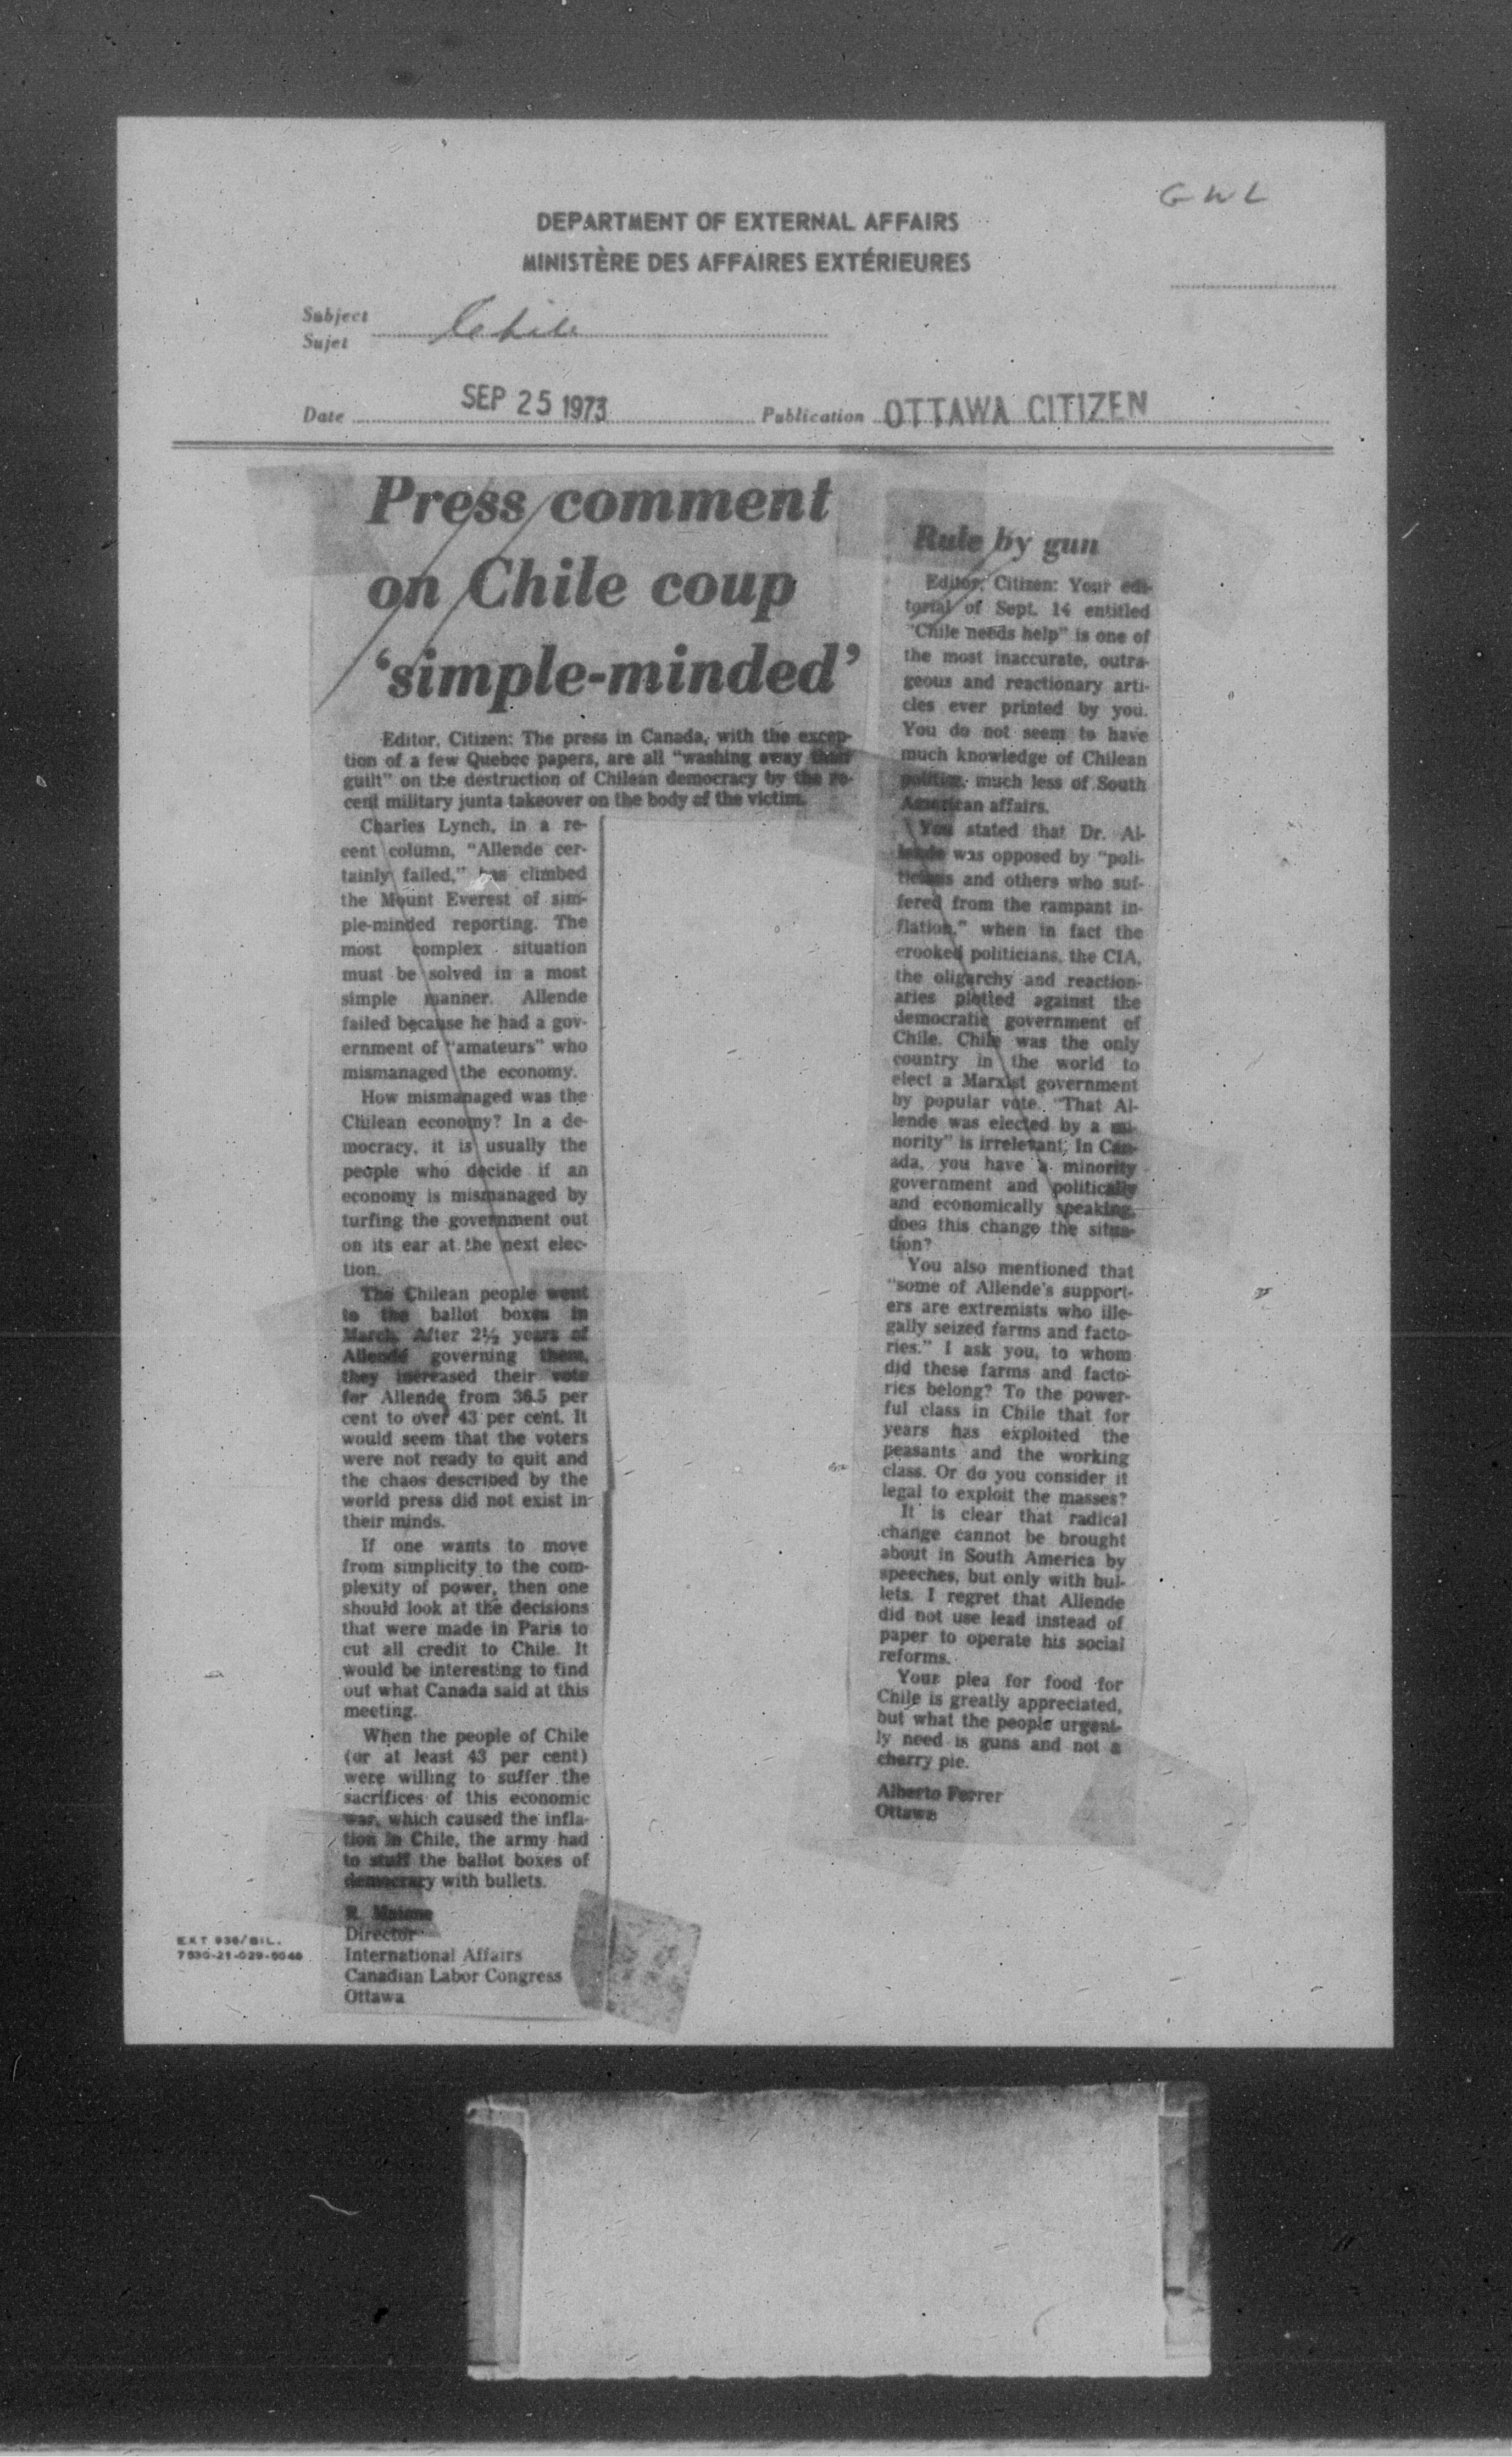 GWL
DEPARTMENT OF EXTERNAL AFFAIRS
MINISTÈRE DES AFFAIRES EXTÉRIEURES
Subject
Sujet
Chile
Date SEP 25 1973 Publication OTTAWA CITIZEN
Press comment
on Chile coup
‘simple-minded’
Editor, Citizen: The press in Canada, with the excep-
tion of a few Quebec papers, are all "washing away their
guilt" on the destruction of Chilean democracy by the re-
cent military junta takeover on the body of the victim.
Charles Lynch, in a re-
cent column, "Allende cer-
tainly failed," has climbed
the Mount Everest of sim-
ple-minded reporting. The
most complex situation
must be solved in a most
simple manner. Allende
failed because he had a gov-
ernment of "amateurs" who
mismanaged the economy.
How mismanaged was the
Chilean economy? In a de-
mocracy, it is usually the
people who decide if an
economy is mismanaged by
turfing the government out
on its ear at the next elec-
tion.
The Chilean people went
to the ballot boxes in
March. After 2½ years of
Allende governing them,
they increased their vote
for Allende from 36.5 per
cent to over 43 per cent. It
would seem that the voters
were not ready to quit and
the chaos described by the
world press did not exist in
their minds.
If one wants to move
from simplicity to the com-
plexity of power, then one
should look at the decisions
that were made in Paris to
cut all credit to Chile. It
would be interesting to find
out what Canada said at this
meeting.
When the people of Chile
(or at least 43 per cent)
were willing to suffer the
sacrifices of this economic
war, which caused the infla-
tion in Chile, the army had
to stuff the ballot boxes of
democracy with bullets.
R.
Director
International Affairs
Canadian Labor Congress
Ottawa
Rule by gun
Editor, Citizen: Your edi-
torial of Sept. 14 entitled
"Chile needs help" is one of
the most inaccurate, outra-
geous and reactionary arti-
cles ever printed by you.
You do not seem to have
much knowledge of Chilean
politics, much less of South
American affairs.
You stated that Dr. Al-
lende was opposed by "poli-
ticians and others who suf-
fered from the rampant in-
flation," when in fact the
crooked politicians, the CIA,
the oligarchy and reaction-
aries plotted against the
democratic government of
Chile. Chile was the only
country in the world to
elect a Marxist government
by popular vote. "That Al-
lende was elected by a mi-
nority" is irrelevant. In Can-
ada, you have a minority
government and politically
and economically speaking,
does this change the situa-
tion?
You also mentioned that
"some of Allende's support-
ers are extremists who ille-
gally seized farms and facto-
ries." I ask you, to whom
did these farms and facto-
ries belong? To the power-
ful class in Chile that for
years has exploited the
peasants and the working
class. Or do you consider it
legal to exploit the masses?
It is clear that radical
change cannot be brought
about in South America by
speeches, but only with bul-
lets. I regret that Allende
did not use lead instead of
paper to operate his social
reforms.
Your plea for food for
Chile is greatly appreciated,
but what the people urgent-
ly need is guns and not a
cherry pie.
Alberto Ferrer
Ottawa
EXT 936/BIL.
7530-21-029-5046